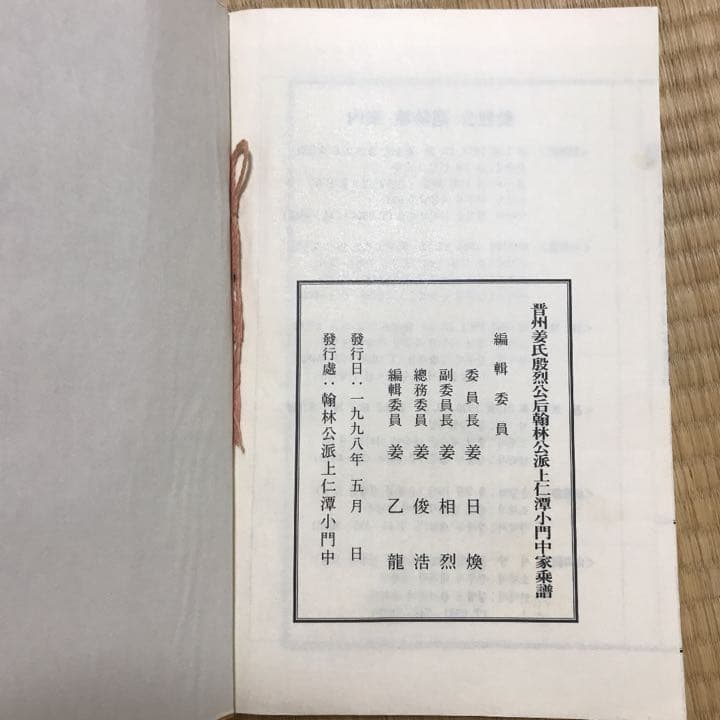 晋州姜氏殷烈公后翰林公派上仁潭小門中家乘譜
編輯委員
委員長 姜 日 煥
副委員長 姜 相 烈
總務委員 姜 俊 浩
編輯委員 姜 乙 龍
發行日：一九九八年 五月 日
發行處：翰林公派上仁潭小門中